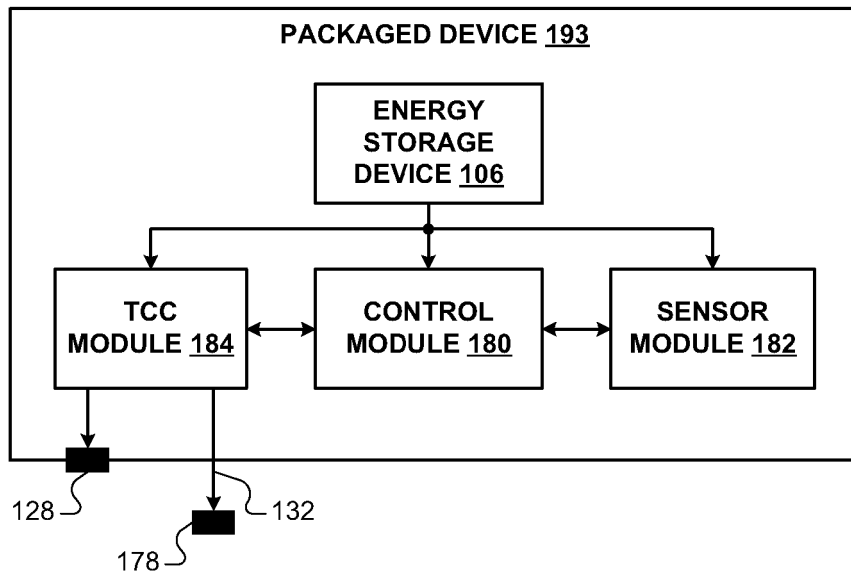 PACKAGED DEVICE 193
ENERGY
STORAGE
DEVICE 106
TCC
MODULE 184
CONTROL
MODULE 180
SENSOR
MODULE 182
128
132
178